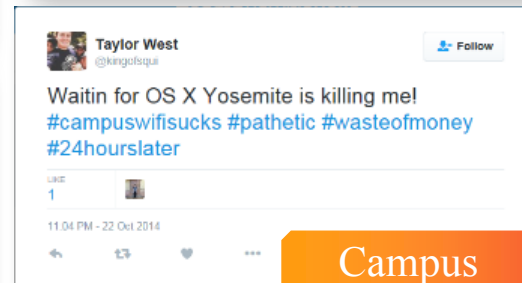 Taylor West
@kingofsqui
Follow
Waitin for OS X Yosemite is killing me!
#campuswifisucks #pathetic #wasteofmoney
#24hourslater
LIKE
1
11:04 PM - 22 Oct 2014
Campus